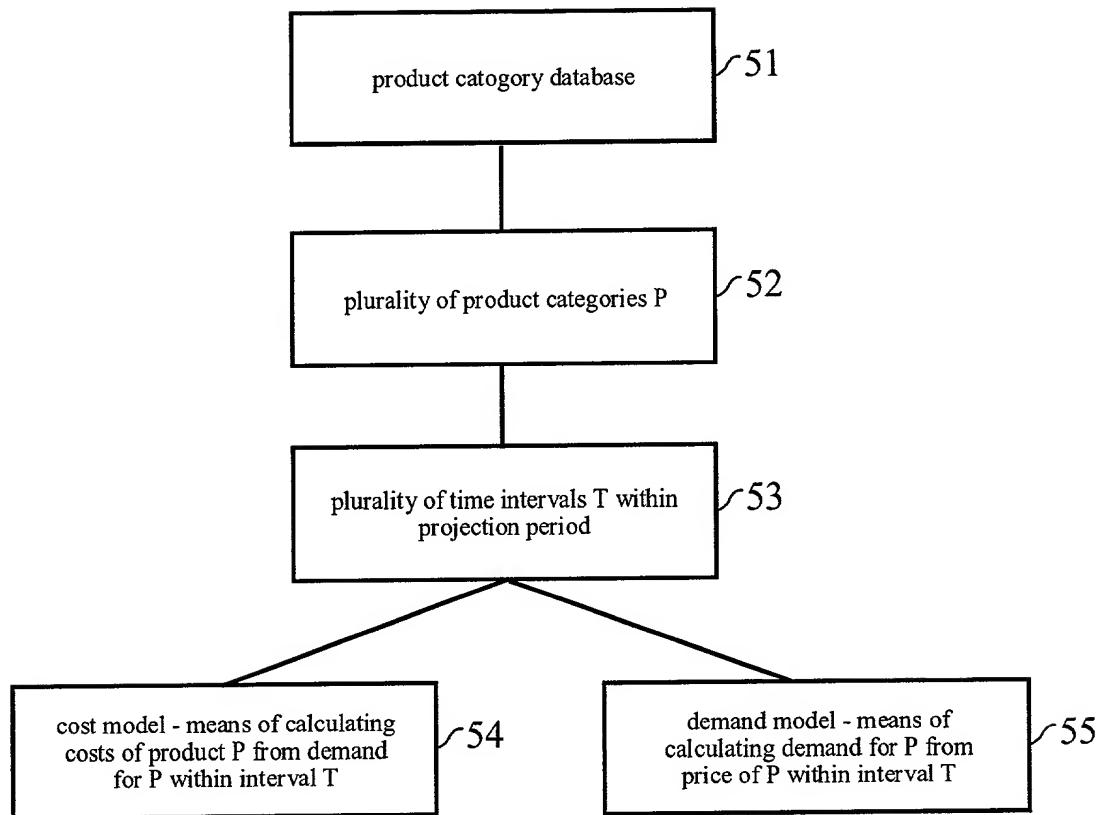 product catogory database
51
plurality of product categories P
52
plurality of time intervals T within
projection period
53
cost model - means of calculating
costs of product P from demand
for P within interval T
54
demand model - means of
calculating demand for P from
price of P within interval T
55